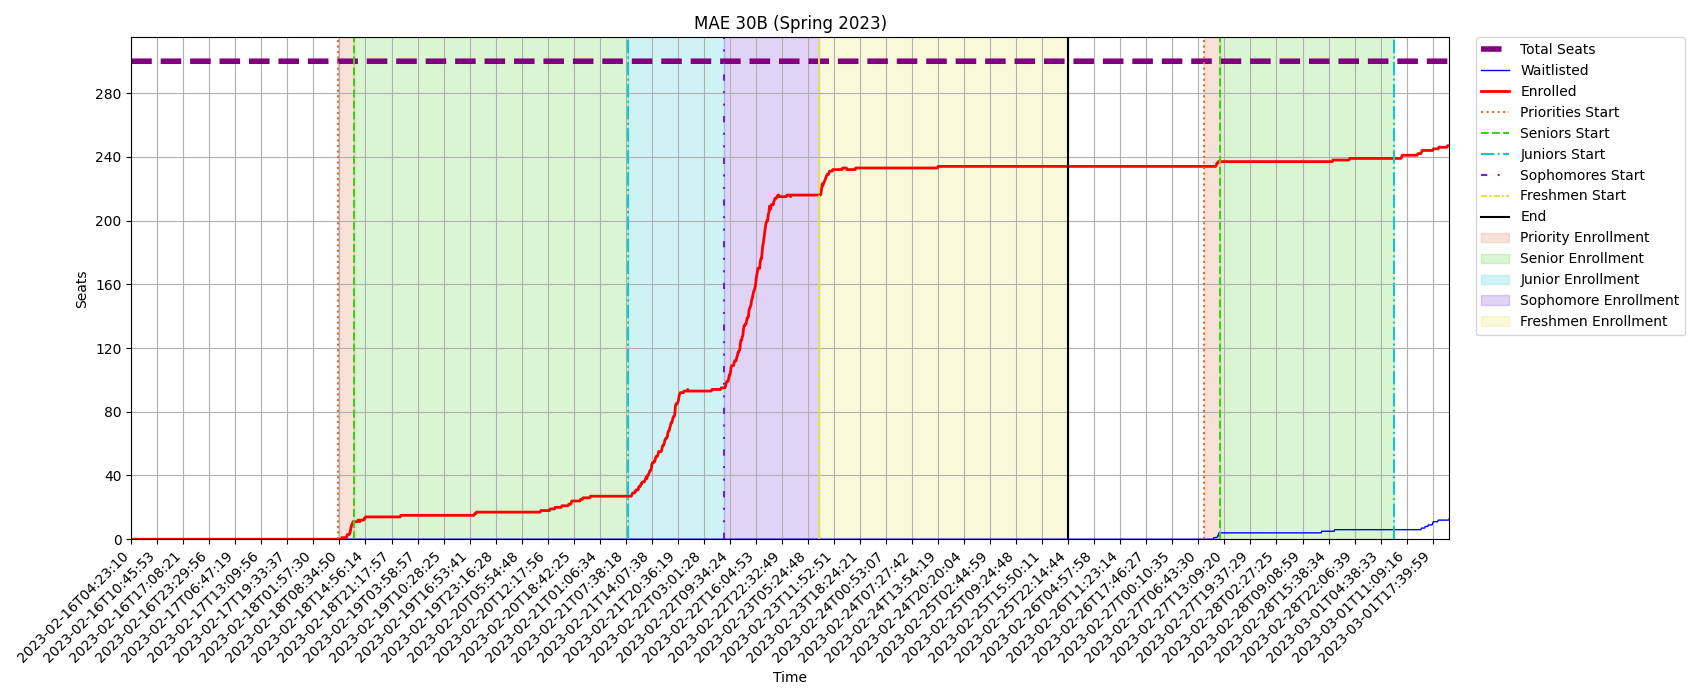 MAE 30B (Spring 2023)
Seats
280
240
200
160
120
80
40
0
2023-02-16T04:23:10
2023-02-16T10:45:53
2023-02-16T17:08:21
2023-02-16T23:29:56
2023-02-17T06:47:19
2023-02-17T13:09:56
2023-02-17T19:33:37
2023-02-18T01:57:30
2023-02-18T08:34:50
2023-02-18T14:56:14
2023-02-18T21:17:57
2023-02-19T03:58:57
2023-02-19T10:28:25
2023-02-19T16:53:41
2023-02-19T23:16:28
2023-02-20T05:54:48
2023-02-20T12:17:56
2023-02-20T18:42:25
2023-02-21T01:06:34
2023-02-21T07:38:18
2023-02-21T14:07:38
2023-02-21T20:36:19
2023-02-22T03:01:28
2023-02-22T09:34:24
2023-02-22T16:04:53
2023-02-22T22:32:49
2023-02-23T05:24:48
2023-02-23T11:52:51
2023-02-23T18:24:21
2023-02-24T00:53:07
2023-02-24T07:27:42
2023-02-24T13:54:19
2023-02-24T20:20:04
2023-02-25T02:44:59
2023-02-25T09:24:48
2023-02-25T15:50:11
2023-02-25T22:14:44
2023-02-26T04:57:58
2023-02-26T11:23:14
2023-02-26T17:46:27
2023-02-27T00:10:35
2023-02-27T06:43:30
2023-02-27T13:09:20
2023-02-27T19:37:29
2023-02-28T02:27:25
2023-02-28T09:08:59
2023-02-28T15:38:34
2023-02-28T22:06:39
2023-03-01T04:38:33
2023-03-01T11:09:16
2023-03-01T17:39:59
Time
Total Seats
Waitlisted
Enrolled
Priorities Start
Seniors Start
Juniors Start
Sophomores Start
Freshmen Start
End
Priority Enrollment
Senior Enrollment
Junior Enrollment
Sophomore Enrollment
Freshmen Enrollment